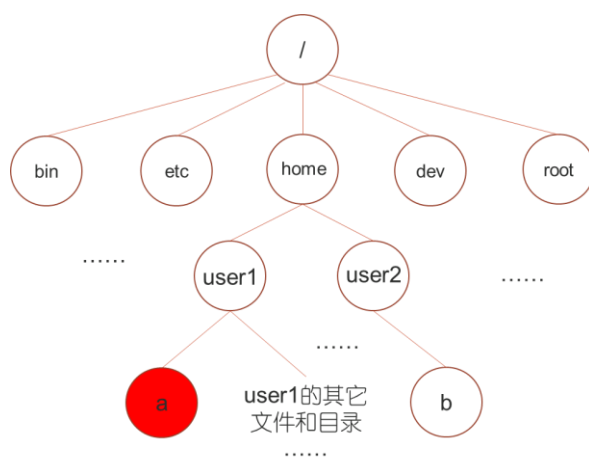 /
bin
etc
home
dev
root
......
user1
user2
......
......
a
user1的其它
文件和目录
b
......